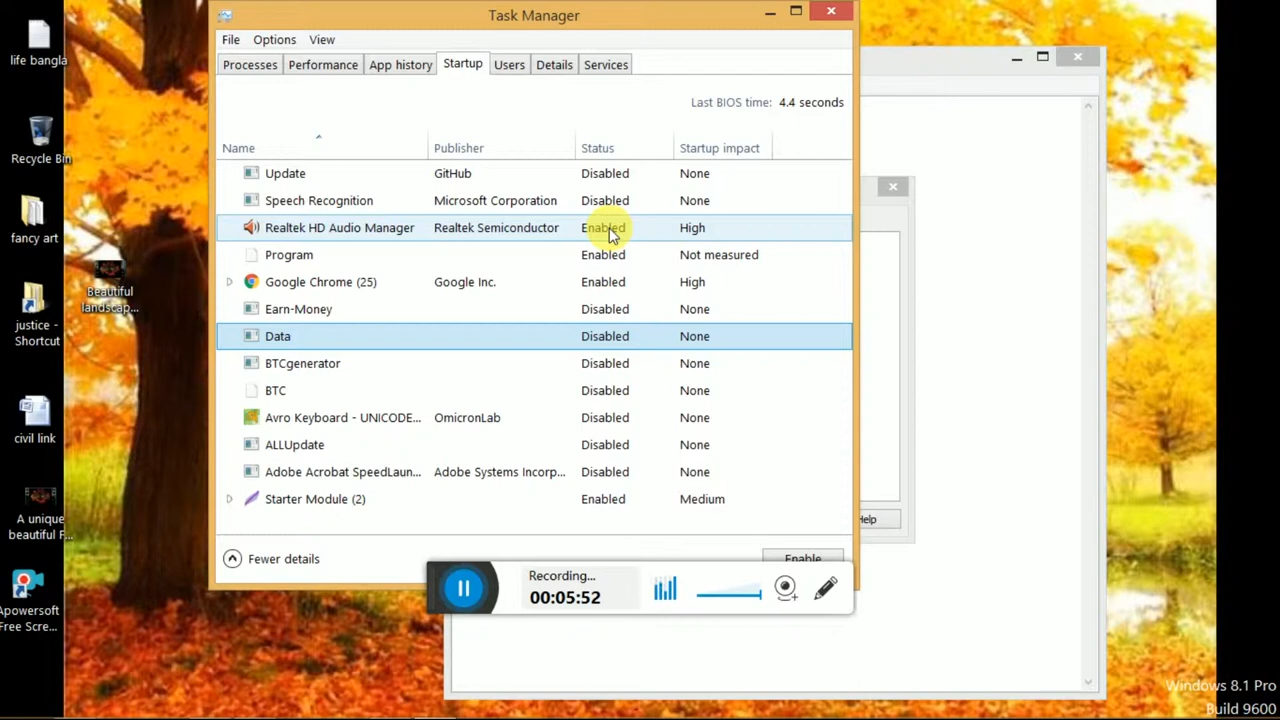 Task Manager
File Options View
Processes Performance App history Startup Users Details Services
Last BIOS time: 4.4 seconds
Name Publisher Status Startup impact
Update GitHub Disabled None
Speech Recognition Microsoft Corporation Disabled None
Realtek HD Audio Manager Realtek Semiconductor Enabled High
Program Enabled Not measured
Google Chrome (25) Google Inc. Enabled High
Earn-Money Disabled None
Data Disabled None
BTCgenerator Disabled None
BTC Disabled None
Avro Keyboard - UNICODE... OmicronLab Disabled None
ALLUpdate Disabled None
Adobe Acrobat SpeedLaun... Adobe Systems Incorp... Disabled None
Starter Module (2) Enabled Medium
Fewer details Enable
Recording...
00:05:52
Help
life bangla
Recycle Bin
fancy art
Beautiful
landscap...
justice -
Shortcut
civil link
A unique
beautiful F...
Apowersoft
Free Scre...
Windows 8.1 Pro
Build 9600